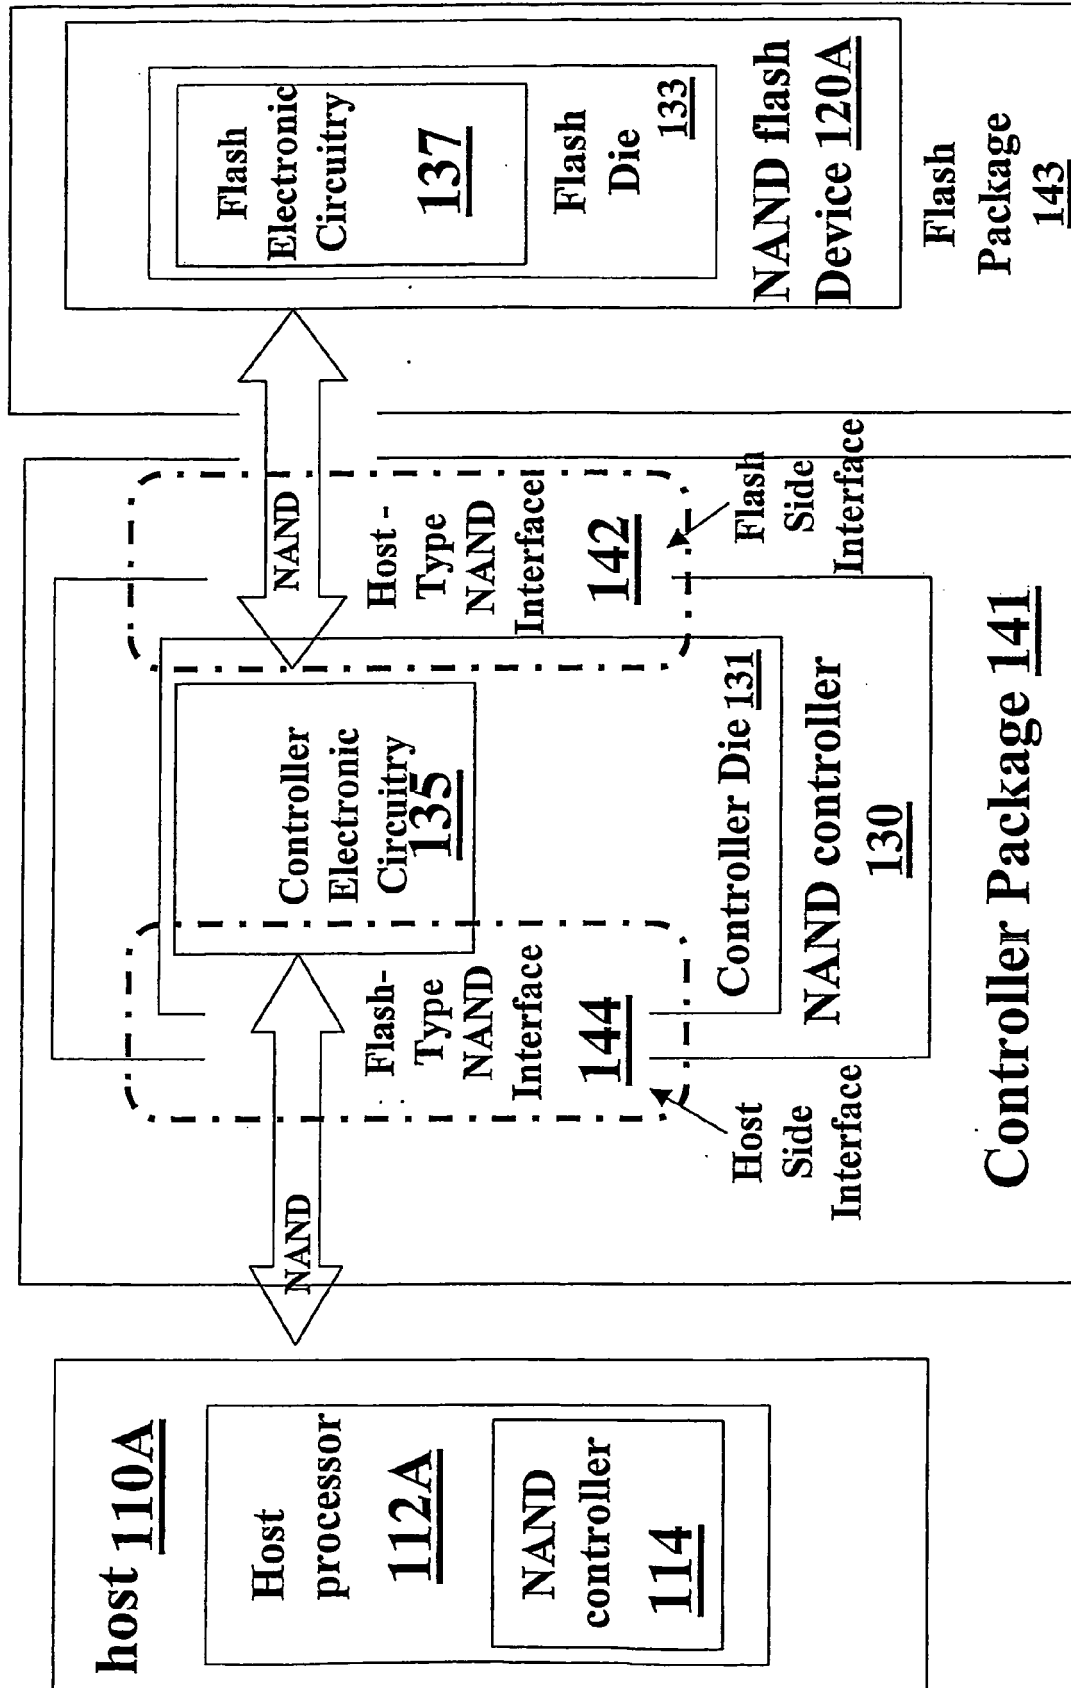 host 110A
Host
processor
112A
NAND
controller
114
NAND
Flash-
Type
NAND
Interface
144
Host
Side
Interface
Controller
Electronic
Circuitry
135
Controller Die 131
NAND controller
130
Controller Package 141
NAND
Host -
Type
NAND
Interface
142
Flash
Side
Interface
Flash
Electronic
Circuitry
137
Flash
Die
133
NAND flash
Device 120A
Flash
Package
143